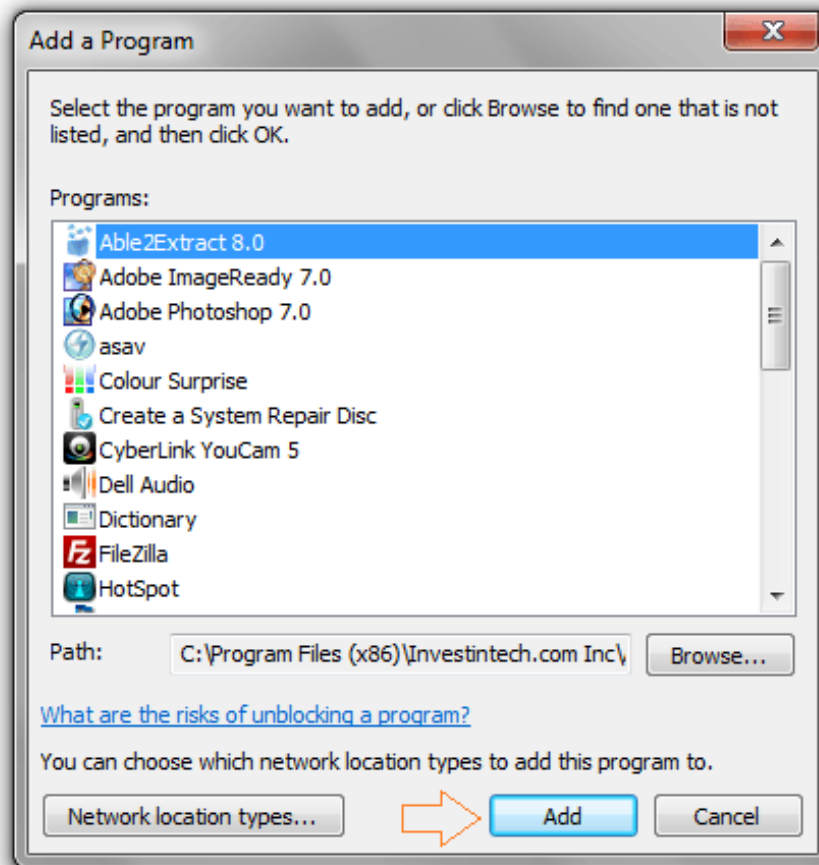 Add a Program
Select the program you want to add, or click Browse to find one that is not
listed, and then click OK.
Programs:
Able2Extract 8.0
Adobe ImageReady 7.0
Adobe Photoshop 7.0
asav
Colour Surprise
Create a System Repair Disc
CyberLink YouCam 5
Dell Audio
Dictionary
FileZilla
HotSpot
Path: C:\Program Files (x86)\Investintech.com Inc\ Browse...
What are the risks of unblocking a program?
You can choose which network location types to add this program to.
Network location types... Add Cancel